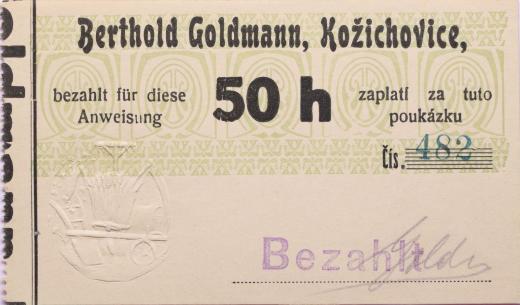 Berthold Goldmann, Kožichovice,
bezahlt für diese Anweisung
50 h
zaplatí za tuto poukázku
čís. 482
Bezahlt